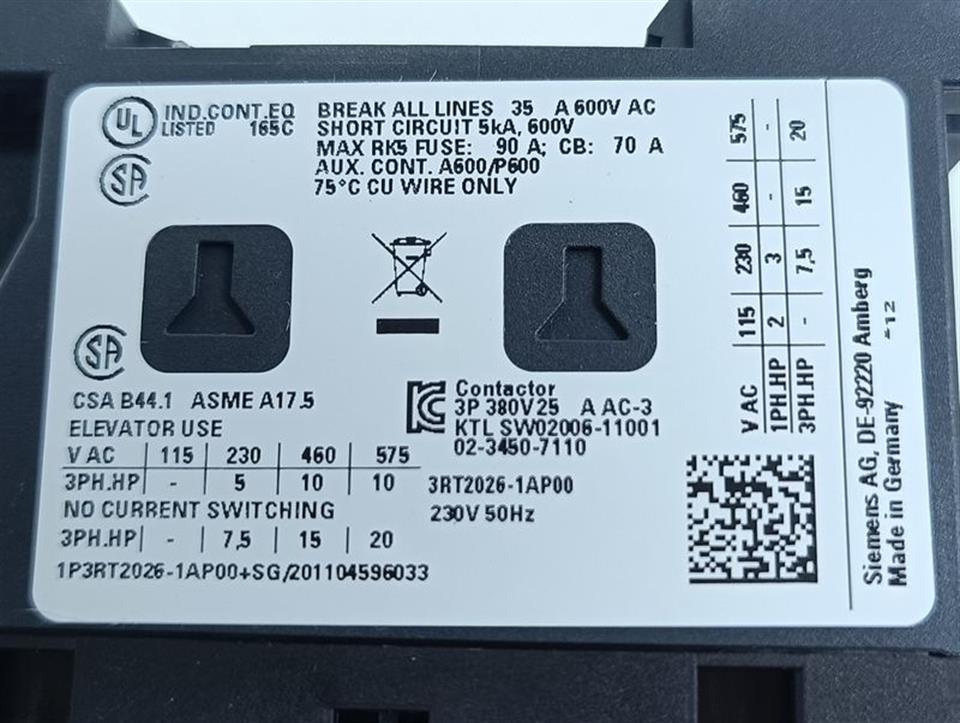 UL IND.CONT.EQ
LISTED 165C
SA
BREAK ALL LINES 35 A 600V AC
SHORT CIRCUIT 5kA, 600V
MAX RK5 FUSE: 90 A; CB: 70 A
AUX. CONT. A600/P600
75°C CU WIRE ONLY
SA
CSA B44.1 ASME A17.5
ELEVATOR USE
V AC 115 230 460 575
3PH.HP - 5 10 10
NO CURRENT SWITCHING
3PH.HP - 7,5 15 20
1P3RT2026-1AP00+SG/201104596033
Contactor
3P 380V 25 A AC-3
KTL SW02006-11001
02-3450-7110
3RT2026-1AP00
230V 50Hz
V AC 115 230 460 575
1PH.HP 2 3 - -
3PH.HP - 7,5 15 20
Siemens AG, DE-92220 Amberg
Made in Germany